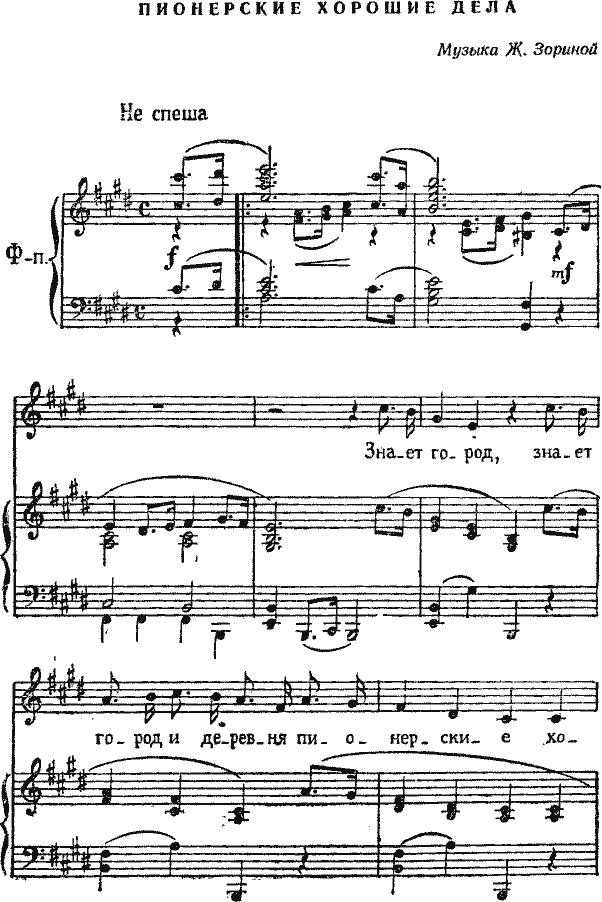 ПИОНЕРСКИЕ ХОРОШИЕ ДЕЛА
Музыка Ж. Зориной
Не спеша
Ф-п.
f
mf
Зна-ет го-род, зна-ет
го-род и де-рев-ня пи-о-нер-ски-е хо-